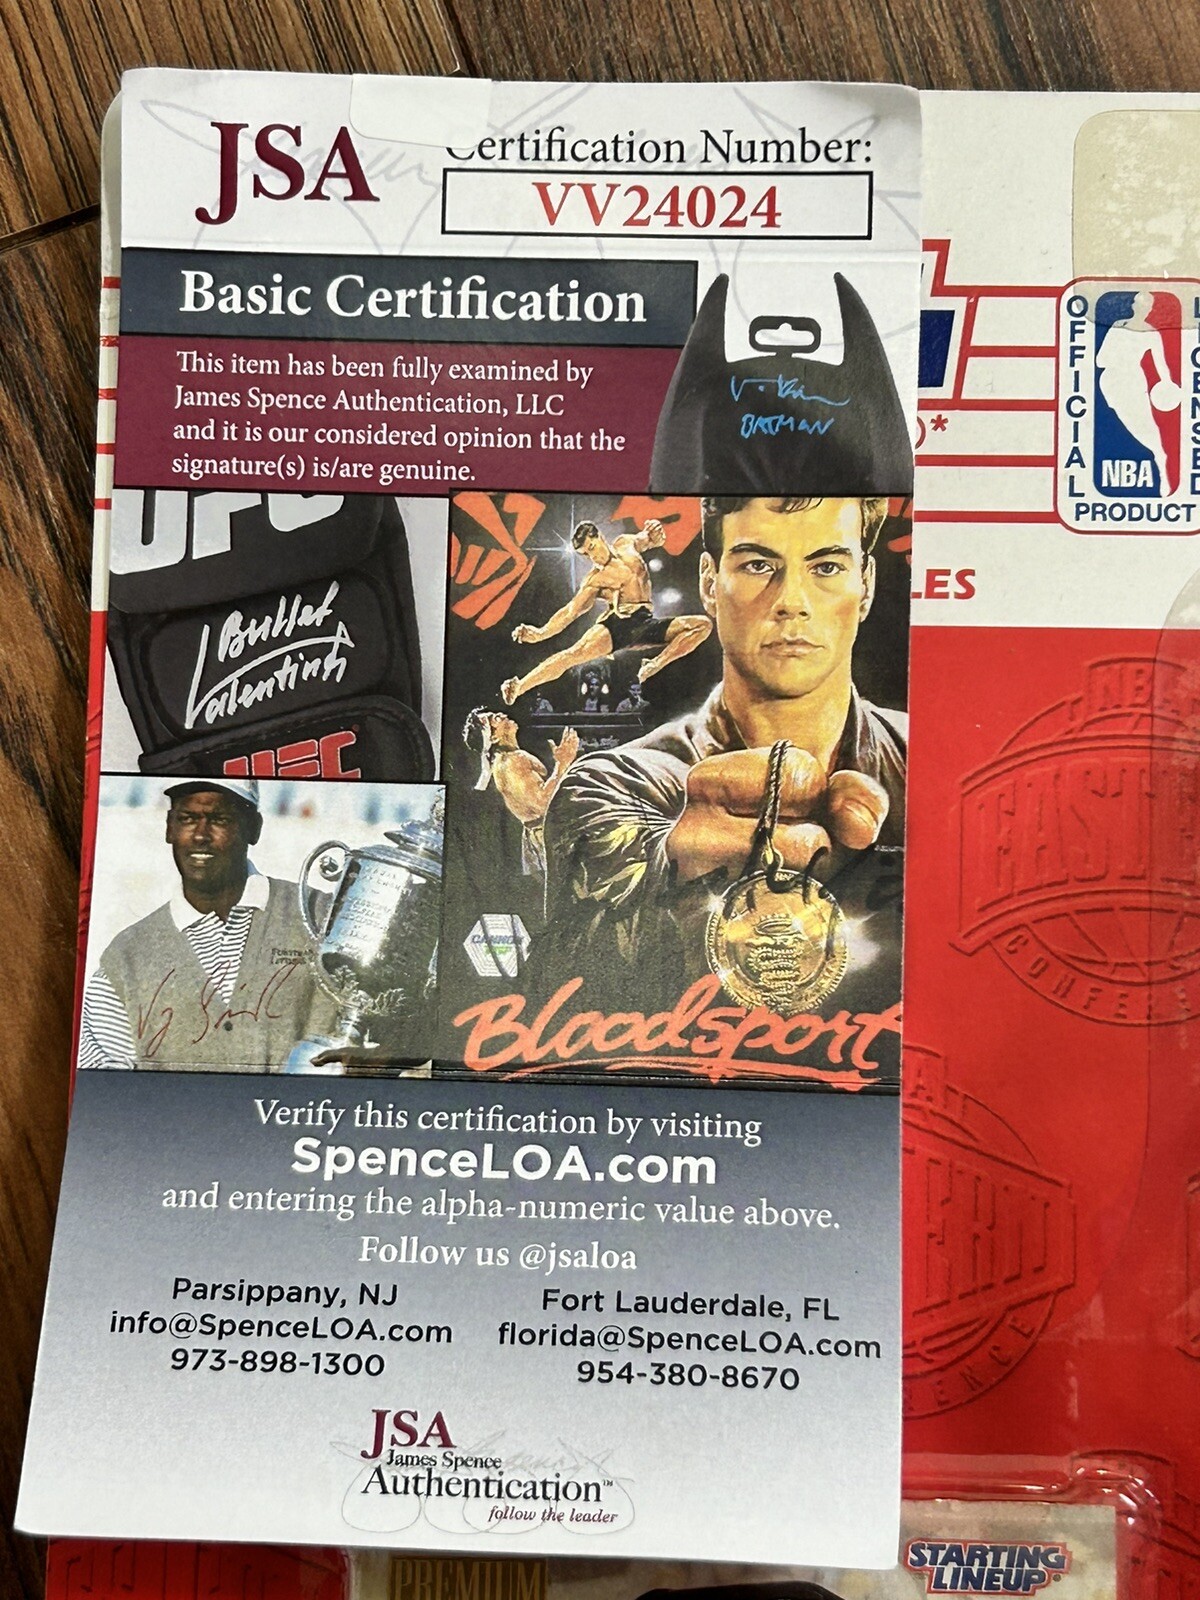 JSA
Certification Number:
VV24024
Basic Certification
This item has been fully examined by
James Spence Authentication, LLC
and it is our considered opinion that the
signature(s) is/are genuine.
BATMAN
UFC
Bullet
Valentina
UFC
Bloodsport
Verify this certification by visiting
SpenceLOA.com
and entering the alpha-numeric value above.
Follow us @jsaloa
Parsippany, NJ
info@SpenceLOA.com
973-898-1300
Fort Lauderdale, FL
florida@SpenceLOA.com
954-380-8670
JSA
James Spence
Authentication™
follow the leader
OFFICIAL
NBA
PRODUCT
LES
EASTE
CONFE
PREMIUM
STARTING
LINEUP